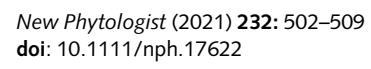 New Phytologist (2021) 232: 502–509
doi: 10.1111/nph.17622